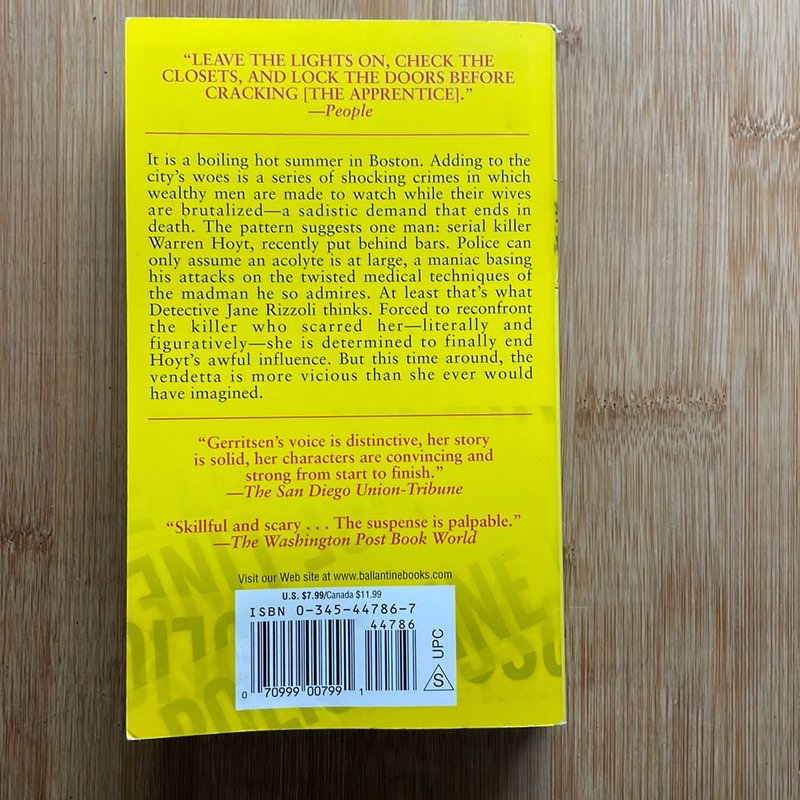 “LEAVE THE LIGHTS ON, CHECK THE
CLOSETS, AND LOCK THE DOORS BEFORE
CRACKING [THE APPRENTICE].”
—People
It is a boiling hot summer in Boston. Adding to the
city’s woes is a series of shocking crimes in which
wealthy men are made to watch while their wives
are brutalized—a sadistic demand that ends in
death. The pattern suggests one man: serial killer
Warren Hoyt, recently put behind bars. Police can
only assume an acolyte is at large, a maniac basing
his attacks on the twisted medical techniques of
the madman he so admires. At least that’s what
Detective Jane Rizzoli thinks. Forced to reconfront
the killer who scarred her—literally and
figuratively—she is determined to finally end
Hoyt’s awful influence. But this time around, the
vendetta is more vicious than she ever would
have imagined.
“Gerritsen’s voice is distinctive, her story
is solid, her characters are convincing and
strong from start to finish.”
—The San Diego Union-Tribune
“Skillful and scary . . . The suspense is palpable.”
—The Washington Post Book World
Visit our Web site at www.ballantinebooks.com
U.S. $7.99/Canada $11.99
ISBN 0-345-44786-7
44786
0 70999 00799 1
S UPC